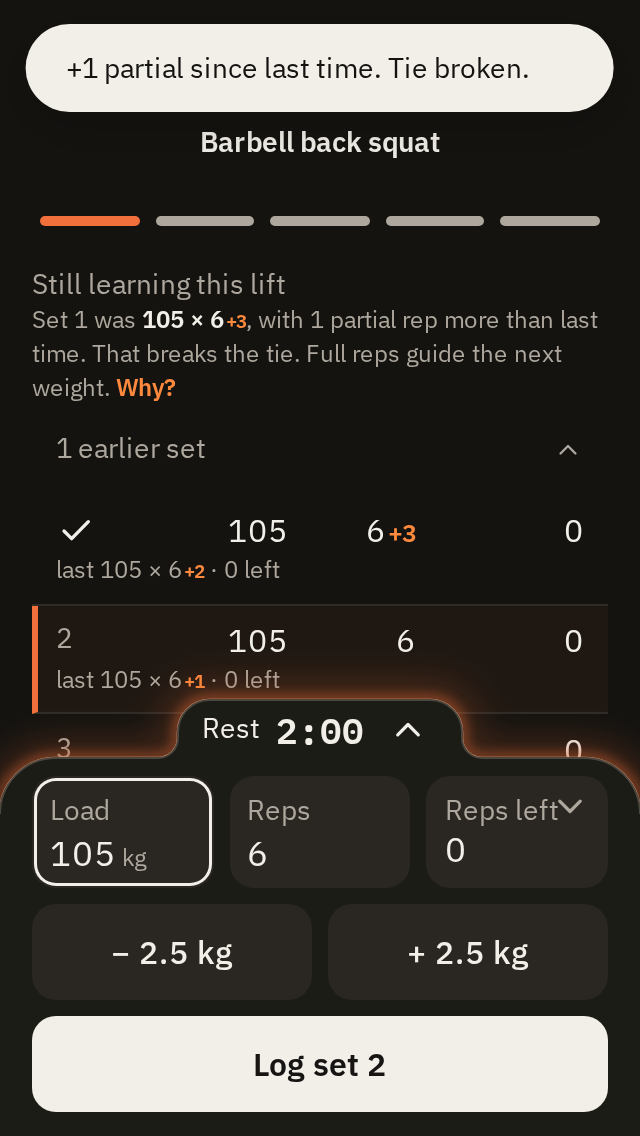 +1 partial since last time. Tie broken.
Barbell back squat
Still learning this lift
Set 1 was 105 × 6 +3, with 1 partial rep more than last
time. That breaks the tie. Full reps guide the next
weight. Why?
1 earlier set
105 6 +3 0
last 105 × 6 +2 · 0 left
2 105 6 0
last 105 × 6 +1 · 0 left
Rest 2:00
3 0
Load Reps Reps left
105 kg 6 0
− 2.5 kg + 2.5 kg
Log set 2